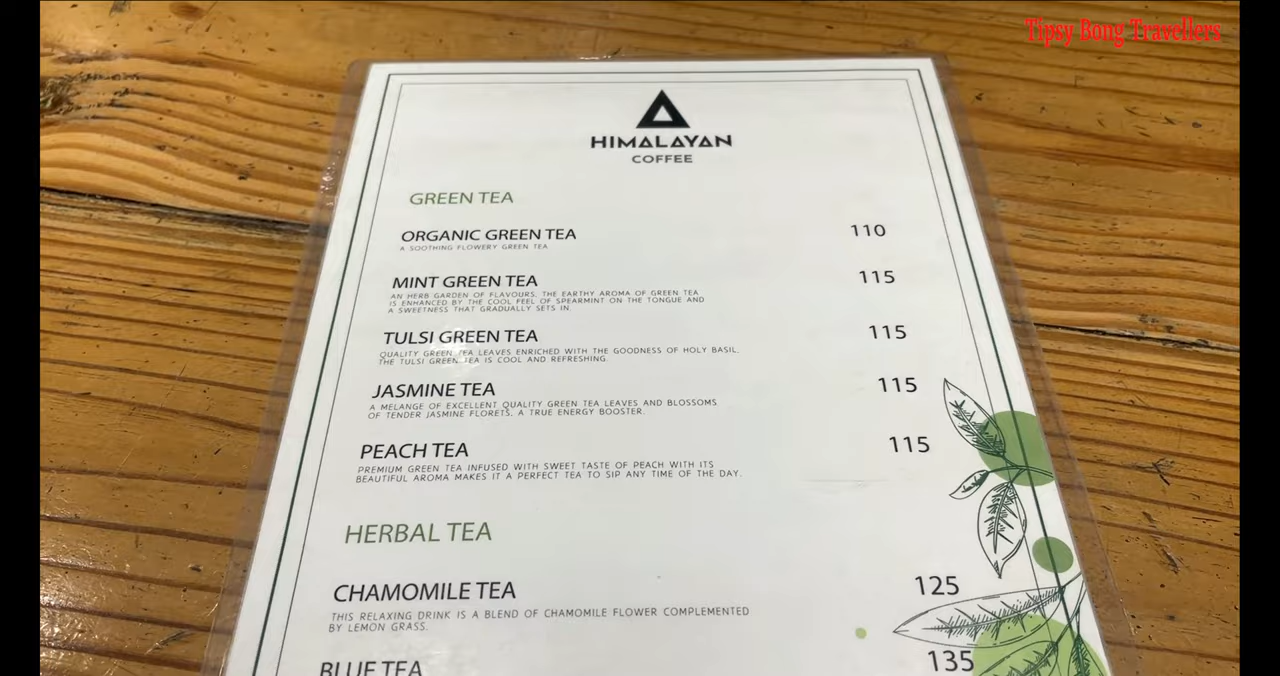 Tipsy Bong Travellers
HIMALAYAN
COFFEE
GREEN TEA
ORGANIC GREEN TEA 110
A SOOTHING FLOWERY GREEN TEA
MINT GREEN TEA 115
AN HERB GARDEN OF FLAVOURS, THE EARTHY AROMA OF GREEN TEA
IS ENHANCED BY THE COOL FEEL OF SPEARMINT ON THE TONGUE AND
A SWEETNESS THAT GRADUALLY SETS IN.
TULSI GREEN TEA 115
QUALITY GREEN TEA LEAVES ENRICHED WITH THE GOODNESS OF HOLY BASIL,
THE TULSI GREEN TEA IS COOL AND REFRESHING.
JASMINE TEA 115
A MELANGE OF EXCELLENT QUALITY GREEN TEA LEAVES AND BLOSSOMS
OF TENDER JASMINE FLORETS, A TRUE ENERGY BOOSTER.
PEACH TEA 115
PREMIUM GREEN TEA INFUSED WITH SWEET TASTE OF PEACH WITH ITS
BEAUTIFUL AROMA MAKES IT A PERFECT TEA TO SIP ANY TIME OF THE DAY.
HERBAL TEA
CHAMOMILE TEA 125
THIS RELAXING DRINK IS A BLEND OF CHAMOMILE FLOWER COMPLEMENTED
BY LEMON GRASS.
BLUE TEA 135